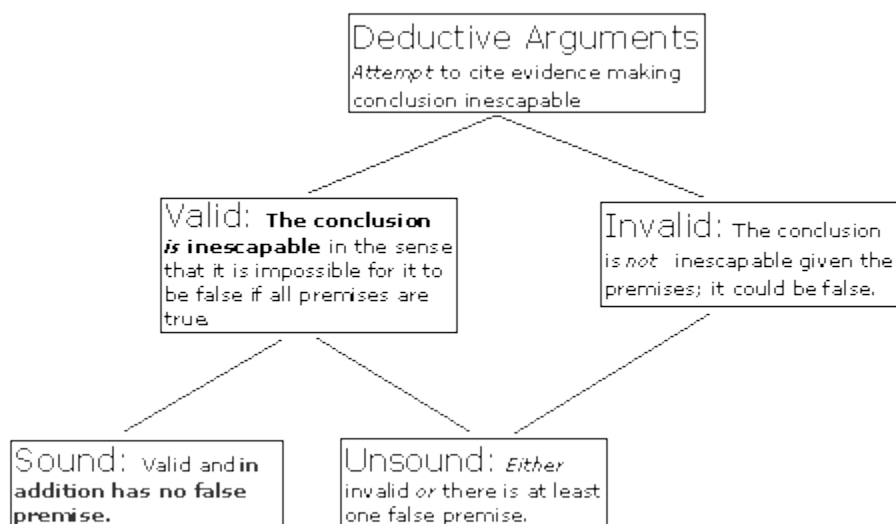 Deductive Arguments
Attempt to cite evidence making
conclusion inescapable
Valid: The conclusion
is inescapable in the sense
that it is impossible for it to
be false if all premises are
true.
Invalid: The conclusion
is not inescapable given the
premises; it could be false.
Sound: Valid and in
addition has no false
premise.
Unsound: Either
invalid or there is at least
one false premise.